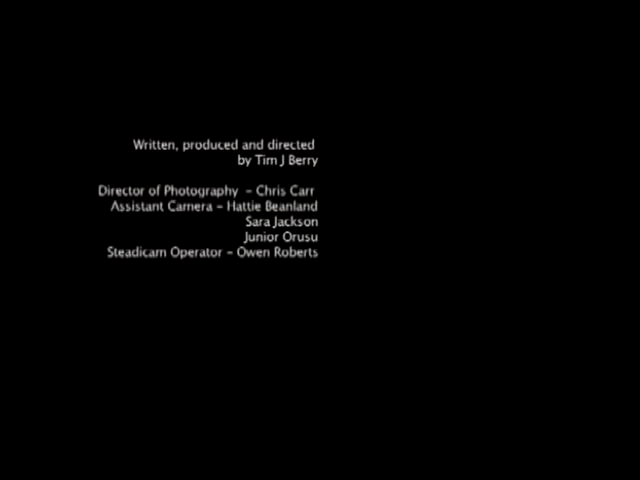 Written, produced and directed
by Tim J Berry
Director of Photography - Chris Carr
Assistant Camera - Hattie Beanland
Sara Jackson
Junior Orusu
Steadicam Operator - Owen Roberts